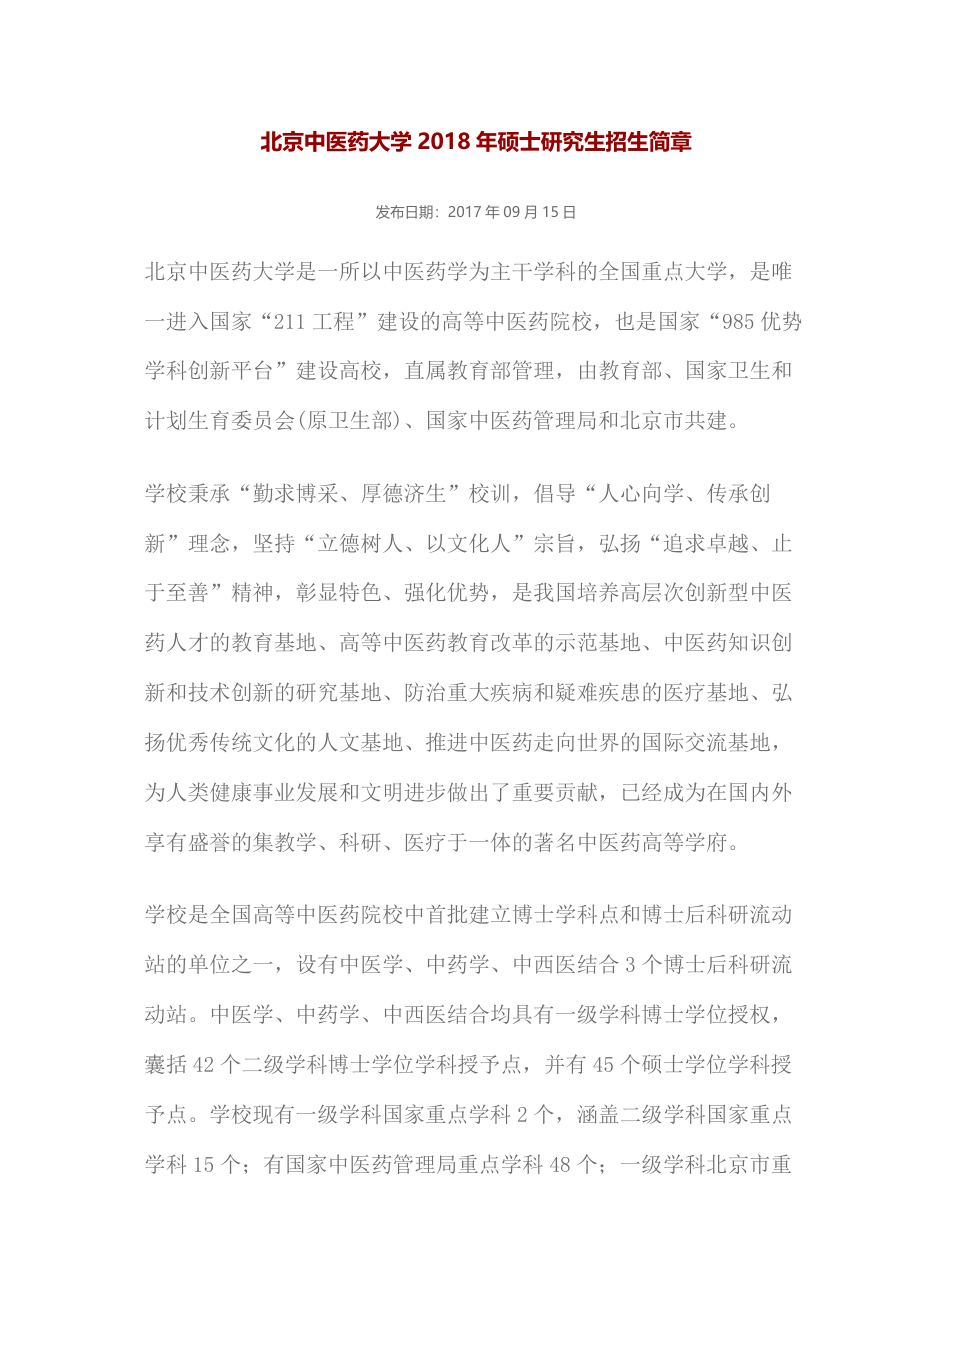 北京中医药大学 2018 年硕士研究生招生简章
发布日期：2017 年 09 月 15 日
北京中医药大学是一所以中医药学为主干学科的全国重点大学，是唯
一进入国家“211 工程”建设的高等中医药院校，也是国家“985 优势
学科创新平台”建设高校，直属教育部管理，由教育部、国家卫生和
计划生育委员会(原卫生部)、国家中医药管理局和北京市共建。
学校秉承“勤求博采、厚德济生”校训，倡导“人心向学、传承创
新”理念，坚持“立德树人、以文化人”宗旨，弘扬“追求卓越、止
于至善”精神，彰显特色、强化优势，是我国培养高层次创新型中医
药人才的教育基地、高等中医药教育改革的示范基地、中医药知识创
新和技术创新的研究基地、防治重大疾病和疑难疾患的医疗基地、弘
扬优秀传统文化的人文基地、推进中医药走向世界的国际交流基地，
为人类健康事业发展和文明进步做出了重要贡献，已经成为在国内外
享有盛誉的集教学、科研、医疗于一体的著名中医药高等学府。
学校是全国高等中医药院校中首批建立博士学科点和博士后科研流动
站的单位之一，设有中医学、中药学、中西医结合 3 个博士后科研流
动站。中医学、中药学、中西医结合均具有一级学科博士学位授权，
囊括 42 个二级学科博士学位学科授予点，并有 45 个硕士学位学科授
予点。学校现有一级学科国家重点学科 2 个，涵盖二级学科国家重点
学科 15 个；有国家中医药管理局重点学科 48 个；一级学科北京市重